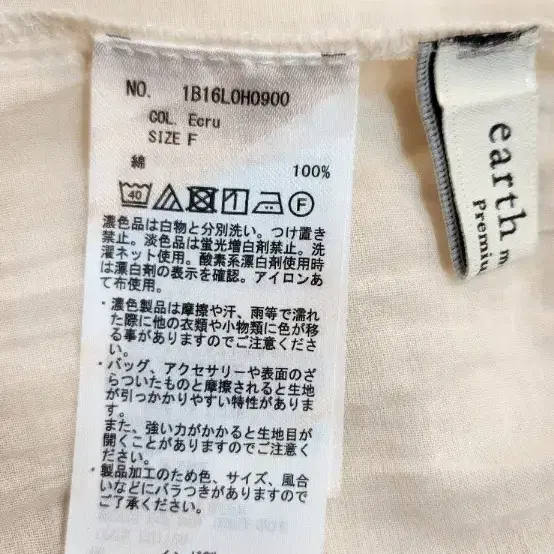 NO. 1B16L0H0900
COL. Ecru
SIZE F
綿 100%
40 1 F
濃色品は白物と分別洗い。つけ置き
禁止。淡色品は蛍光増白剤禁止。洗
濯ネット使用。酸素系漂白剤使用時
は漂白剤の表示を確認。アイロンあ
て布使用。
・濃色製品は摩擦や汗、雨等で濡れ
た際に他の衣類や小物類に色が移
る事がありますのでご注意くださ
い。
・バッグ、アクセサリーや表面のざ
らついたものと摩擦されると生地
が引っかかりやすい特性がありま
す。
また、強い力がかかると生地目が
開くことがありますのでご注意く
ださい。
・製品加工のため色、サイズ、風合
いなどにバラつきがありますので
ご了承ください。
earth m
Premiu